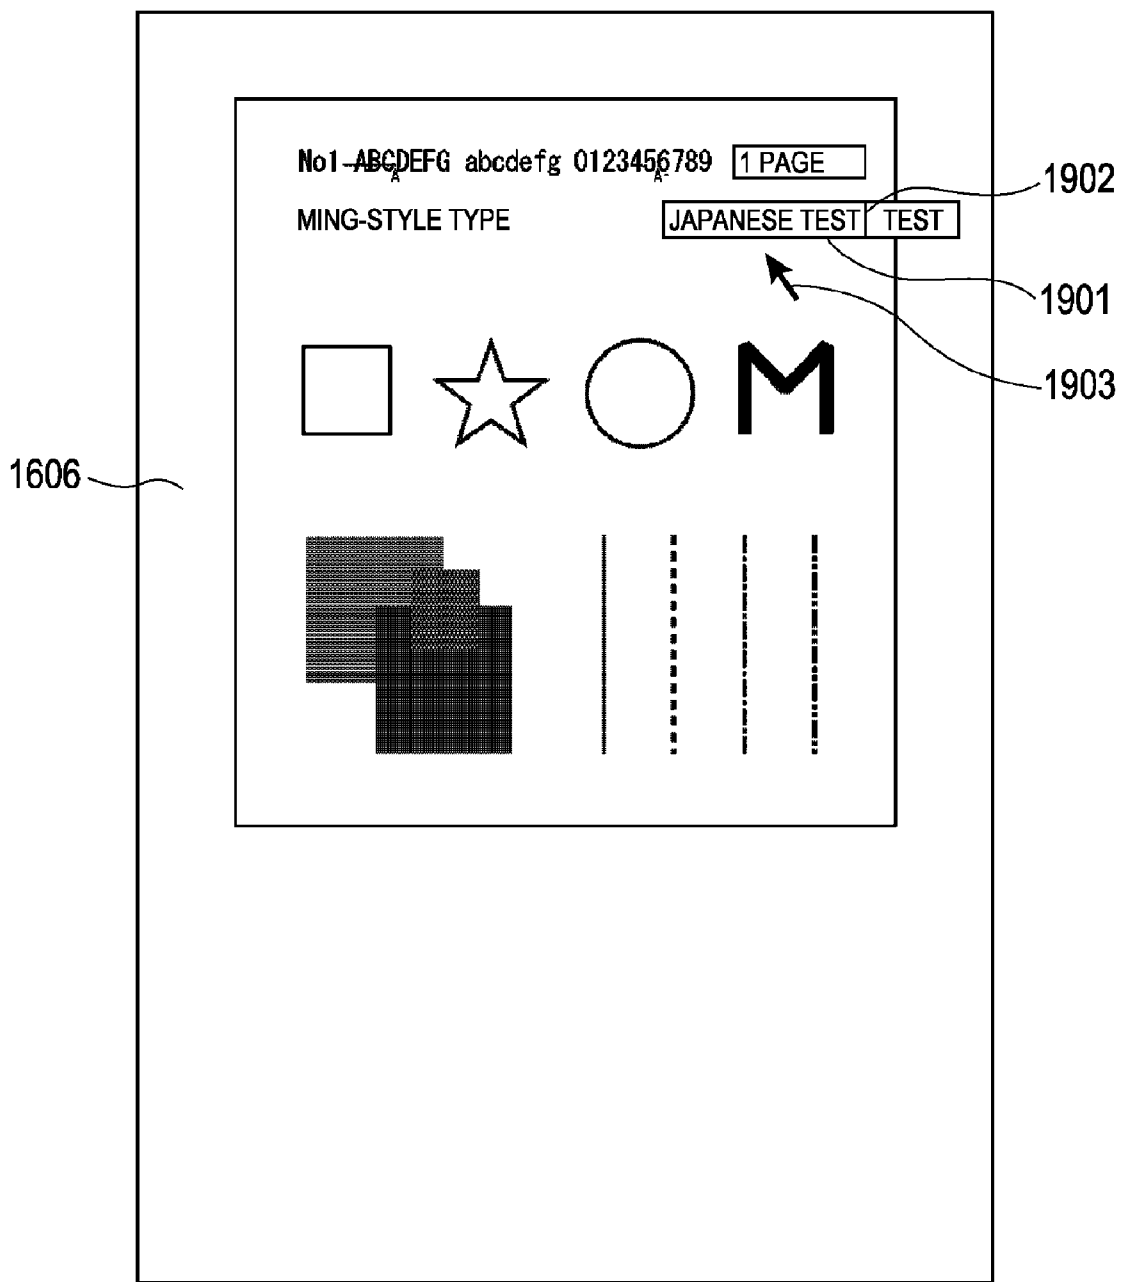 No1 ABCDEFG abcdefg 0123456789 1 PAGE
1902
MING-STYLE TYPE JAPANESE TEST TEST
1901
M
1903
1606